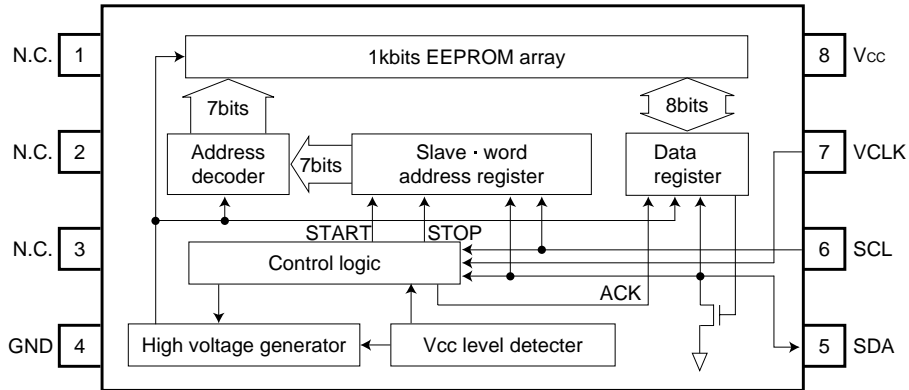 N.C. 1
1kbits EEPROM array
8 Vcc
7bits
8bits
N.C. 2
Address
decoder
7bits
Slave · word
address register
Data
register
7 VCLK
START
STOP
N.C. 3
Control logic
6 SCL
ACK
GND 4
High voltage generator
Vcc level detecter
5 SDA